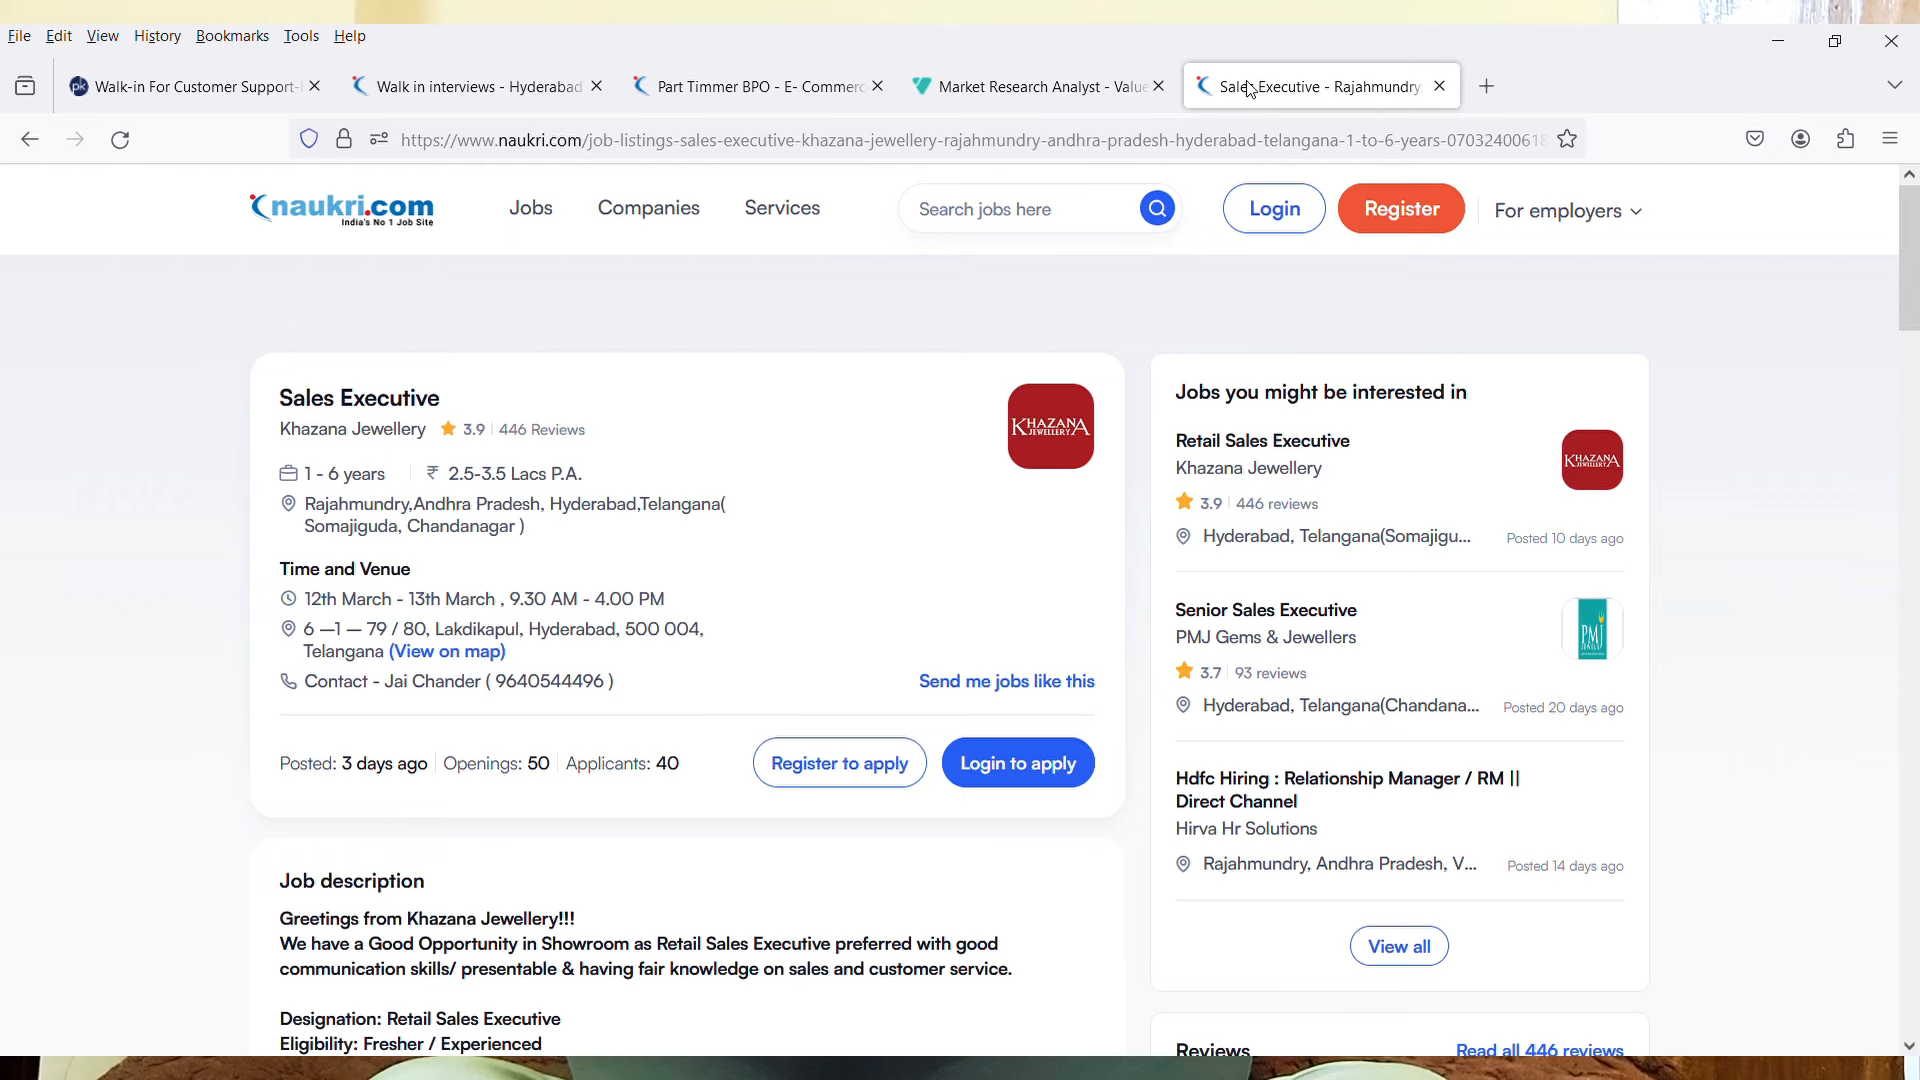 File Edit View History Bookmarks Tools Help
Walk-in For Customer Support-
Walk in interviews - Hyderabad
Part Timmer BPO - E- Commerc
Market Research Analyst - Value
Executive - Rajahmundry
https://www.naukri.com/job-listings-sales-executive-khazana-jewellery-rajahmundry-andhra-pradesh-hyderabad-telangana-1-to-6-years-0703240061
naukri.com
India's No 1 Job Site
Jobs
Companies
Services
Search jobs here
Login
Register
For employers
Sales Executive
Khazana Jewellery 3.9 446 Reviews
KHAZANA
JEWELLERY
1 - 6 years ₹ 2.5-3.5 Lacs P.A.
Rajahmundry,Andhra Pradesh, Hyderabad,Telangana(
Somajiguda, Chandanagar )
Time and Venue
12th March - 13th March , 9.30 AM - 4.00 PM
6 –1 – 79 / 80, Lakdikapul, Hyderabad, 500 004,
Telangana (View on map)
Contact - Jai Chander ( 9640544496 )
Send me jobs like this
Posted: 3 days ago Openings: 50 Applicants: 40
Register to apply
Login to apply
Job description
Greetings from Khazana Jewellery!!!
We have a Good Opportunity in Showroom as Retail Sales Executive preferred with good
communication skills/ presentable & having fair knowledge on sales and customer service.
Designation: Retail Sales Executive
Eligibility: Fresher / Experienced
Jobs you might be interested in
Retail Sales Executive
Khazana Jewellery
KHAZANA
JEWELLERY
3.9 446 reviews
Hyderabad, Telangana(Somajigu... Posted 10 days ago
Senior Sales Executive
PMJ Gems & Jewellers
PMJ
3.7 93 reviews
Hyderabad, Telangana(Chandana... Posted 20 days ago
Hdfc Hiring : Relationship Manager / RM ||
Direct Channel
Hirva Hr Solutions
Rajahmundry, Andhra Pradesh, V... Posted 14 days ago
View all
Reviews
Read all 446 reviews